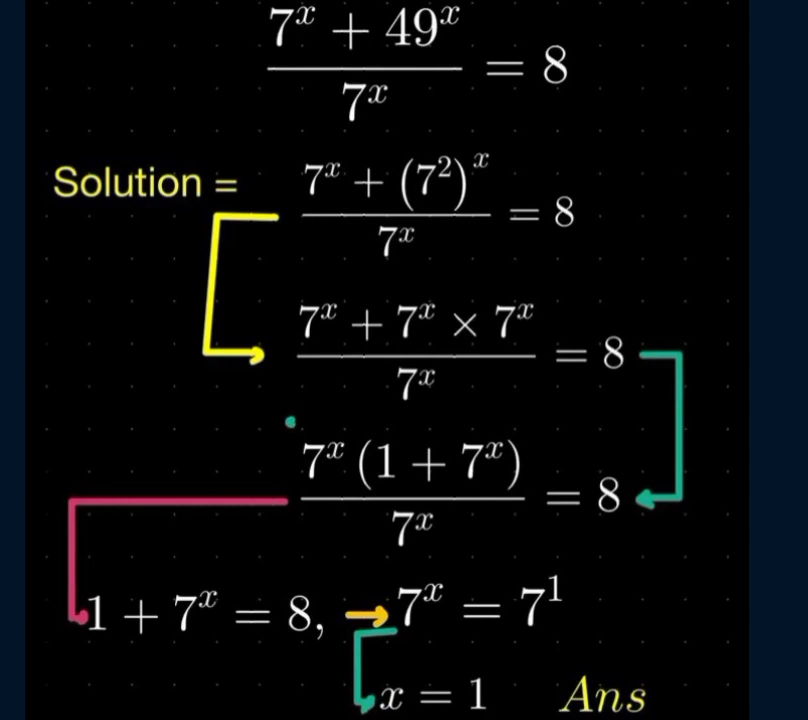 (7^x + 49^x) / 7^x = 8
Solution = (7^x + (7^2)^x) / 7^x = 8
(7^x + 7^x × 7^x) / 7^x = 8
7^x (1 + 7^x) / 7^x = 8
1 + 7^x = 8, → 7^x = 7^1
x = 1 Ans